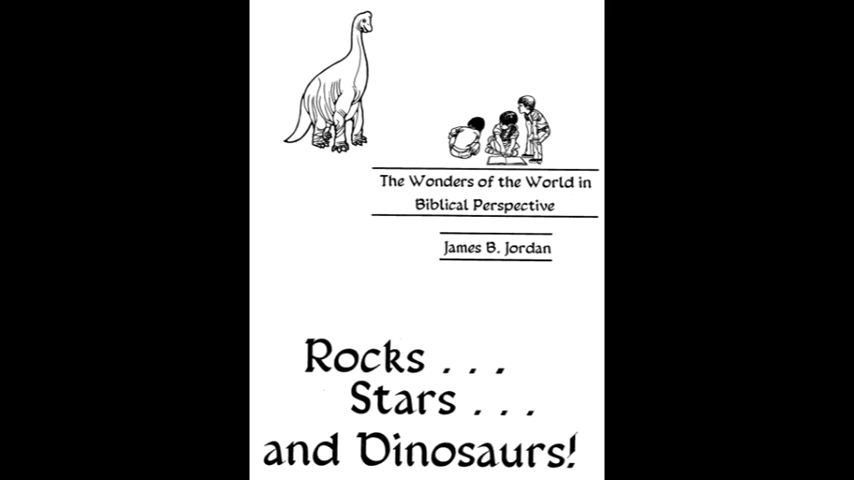 The Wonders of the World in
Biblical Perspective
James B. Jordan
Rocks . . .
Stars . . .
and Dinosaurs!